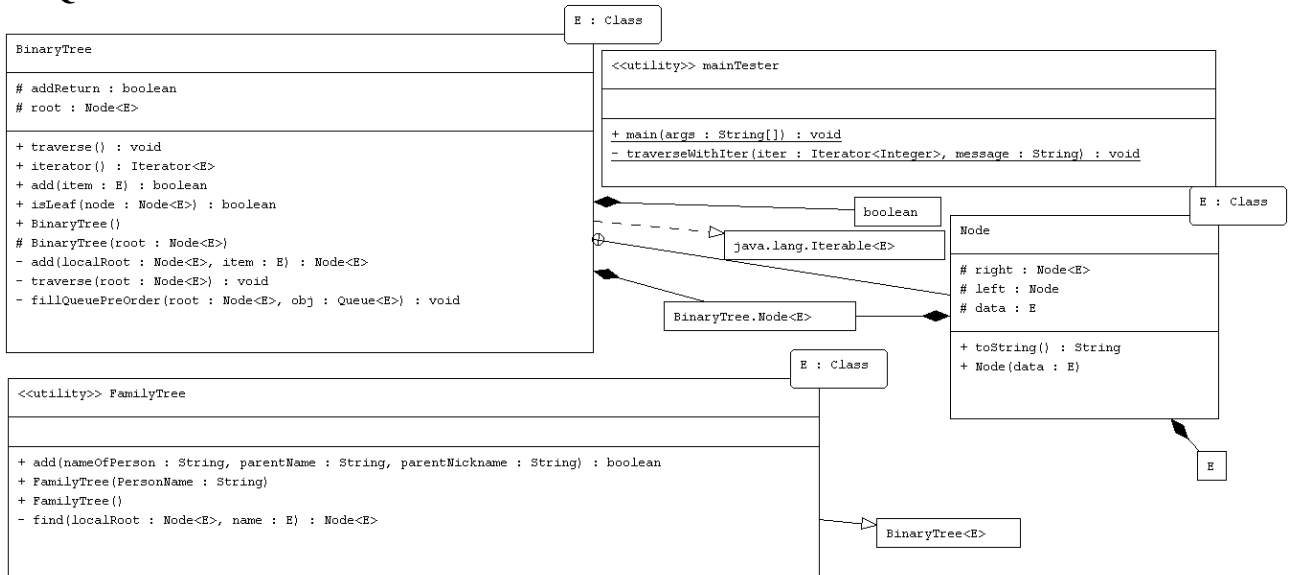 E : Class
BinaryTree
# addReturn : boolean
# root : Node<E>
+ traverse() : void
+ iterator() : Iterator<E>
+ add(item : E) : boolean
+ isLeaf(node : Node<E>) : boolean
+ BinaryTree()
# BinaryTree(root : Node<E>)
- add(localRoot : Node<E>, item : E) : Node<E>
- traverse(root : Node<E>) : void
- fillQueuePreOrder(root : Node<E>, obj : Queue<E>) : void
<<utility>> mainTester
+ main(args : String[]) : void
- traverseWithIter(iter : Iterator<Integer>, message : String) : void
boolean
java.lang.Iterable<E>
BinaryTree.Node<E>
E : Class
Node
# right : Node<E>
# left : Node
# data : E
+ toString() : String
+ Node(data : E)
E
E : Class
<<utility>> FamilyTree
+ add(nameOfPerson : String, parentName : String, parentNickname : String) : boolean
+ FamilyTree(PersonName : String)
+ FamilyTree()
- find(localRoot : Node<E>, name : E) : Node<E>
BinaryTree<E>